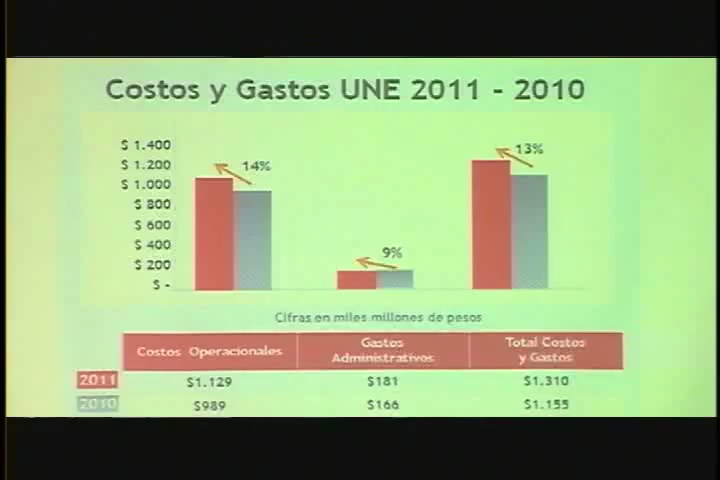 Costos y Gastos UNE 2011 - 2010
$ 1.400
$ 1.200
$ 1.000
$ 800
$ 600
$ 400
$ 200
$ -
14%
9%
13%
Cifras en miles millones de pesos
Costos Operacionales
Gastos Administrativos
Total Costos y Gastos
2011 $1.129 $181 $1.310
2010 $989 $166 $1.155